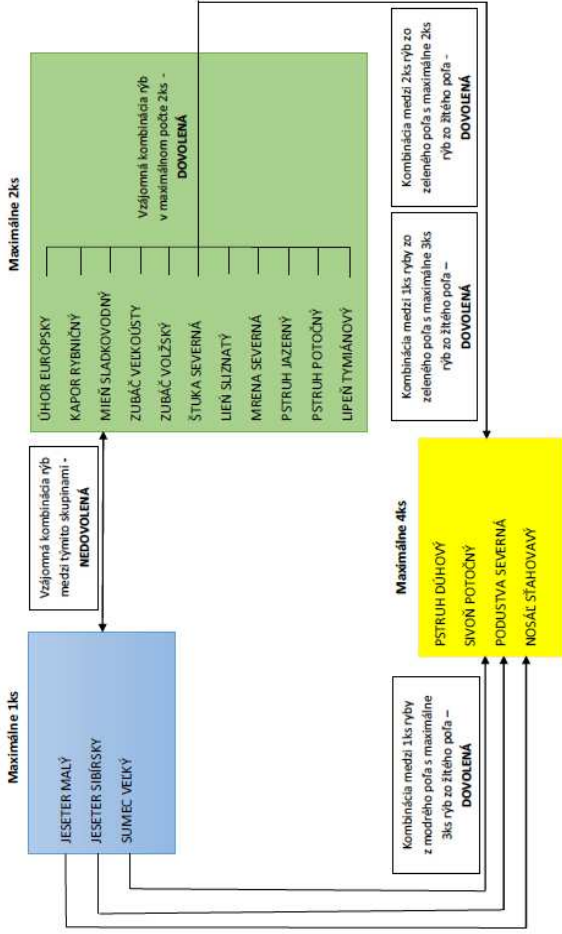 Maximálne 1ks
JESETER MALÝ
JESETER SIBÍRSKY
SUMEC VEĽKÝ
Vzájomná kombinácia rýb
medzi týmito skupinami -
NEDOVOLENÁ
Maximálne 2ks
ÚHOR EURÓPSKY
KAPOR RYBNIČNÝ
MIEŇ SLADKOVODNÝ
ZUBÁČ VEĽKOÚSTY
ZUBÁČ VOLŽSKÝ
ŠTUKA SEVERNÁ
LIEŇ SLIZNATÝ
MRENA SEVERNÁ
PSTRUH JAZERNÝ
PSTRUH POTOČNÝ
LIPEŇ TYMIÁNOVÝ
Vzájomná kombinácia rýb
v maximálnom počte 2ks -
DOVOLENÁ
Kombinácia medzi 1ks ryby
z modrého poľa s maximálne
3ks rýb zo žltého poľa –
DOVOLENÁ
Maximálne 4ks
PSTRUH DÚHOVÝ
SIVOŇ POTOČNÝ
PODUSTVA SEVERNÁ
NOSÁĽ SŤAHOVAVÝ
Kombinácia medzi 1ks ryby zo
zeleného poľa s maximálne 3ks
rýb zo žltého poľa –
DOVOLENÁ
Kombinácia medzi 2ks rýb zo
zeleného poľa s maximálne 2ks
rýb zo žltého poľa -
DOVOLENÁ